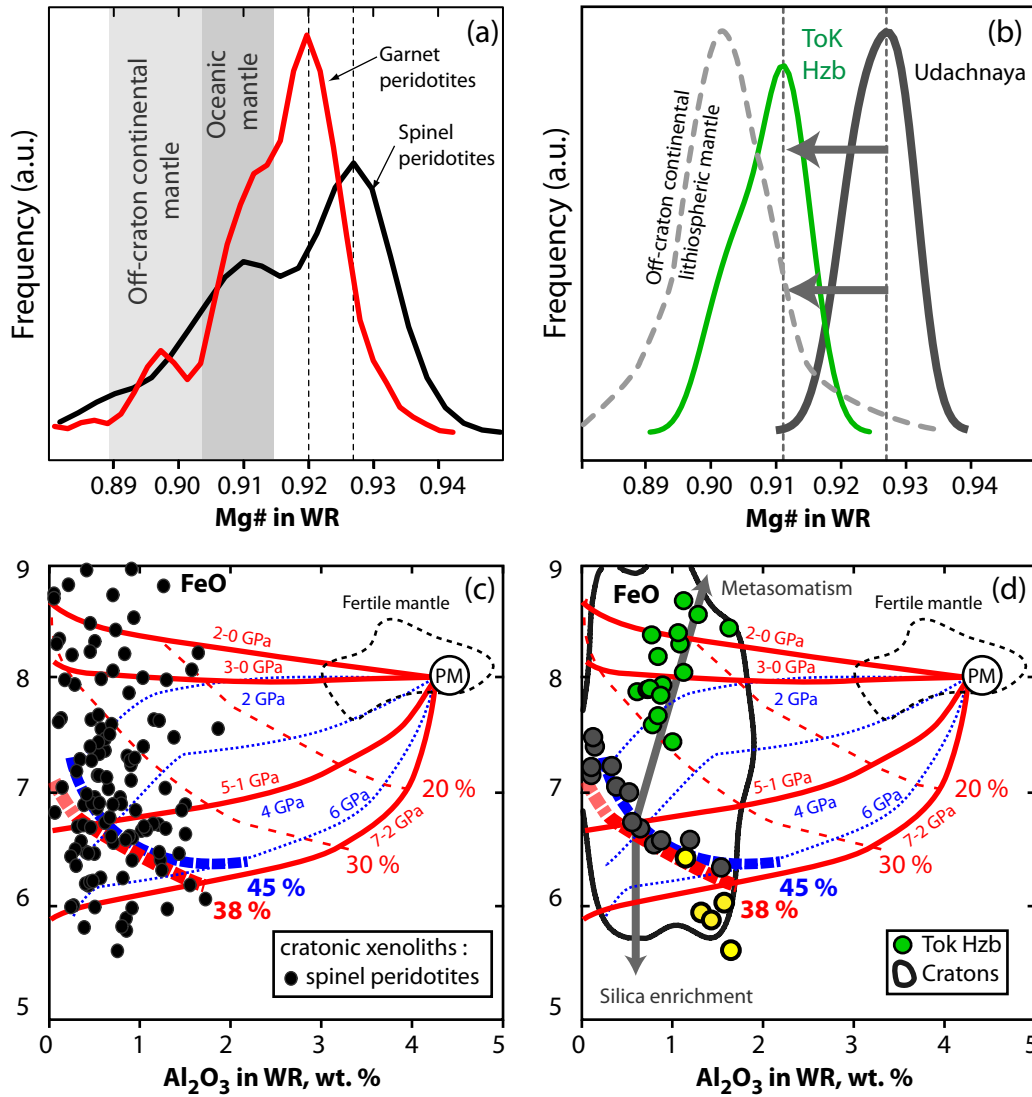 (a)
Garnet
peridotites
Spinel
peridotites
Off-craton continental
mantle
Oceanic
mantle
Frequency (a.u.)
0.89 0.90 0.91 0.92 0.93 0.94
Mg# in WR
(b)
ToK
Hzb
Udachnaya
Off-craton continental
lithiospheric mantle
Frequency (a.u.)
0.89 0.90 0.91 0.92 0.93 0.94
Mg# in WR
(c)
FeO
Fertile mantle
2-0 GPa
3-0 GPa
2 GPa
PM
5-1 GPa
4 GPa
6 GPa
7-2 GPa
20 %
30 %
45 %
38 %
cratonic xenoliths :
spinel peridotites
9
8
7
6
5
0 1 2 3 4 5
Al₂O₃ in WR, wt. %
(d)
FeO
Metasomatism
Fertile mantle
2-0 GPa
3-0 GPa
2 GPa
PM
5-1 GPa
4 GPa
6 GPa
7-2 GPa
20 %
30 %
45 %
38 %
Silica enrichment
Tok Hzb
Cratons
9
8
7
6
5
0 1 2 3 4 5
Al₂O₃ in WR, wt. %